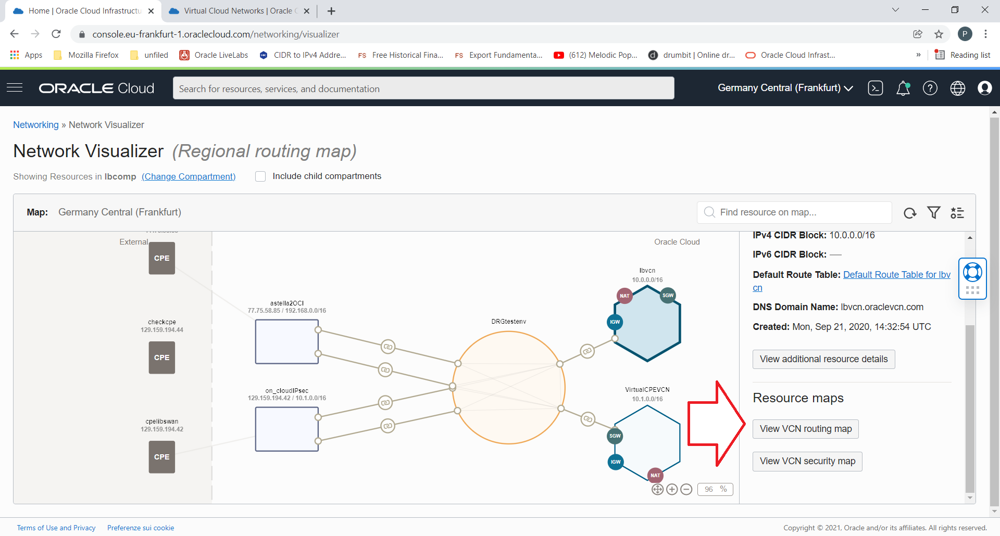 Home | Oracle Cloud Infrastructu
Virtual Cloud Networks | Oracle C
console.eu-frankfurt-1.oraclecloud.com/networking/visualizer
P
Apps
Mozilla Firefox
unfiled
Oracle LiveLabs
CIDR to IPv4 Addre...
FS Free Historical Fina...
FS Export Fundamenta...
(612) Melodic Pop...
d drumbit | Online dr...
Oracle Cloud Infrast...
»
Reading list
ORACLE Cloud
Search for resources, services, and documentation
Germany Central (Frankfurt)
Networking » Network Visualizer
Network Visualizer (Regional routing map)
Showing Resources in lbcomp (Change Compartment)
Include child compartments
Map: Germany Central (Frankfurt)
Find resource on map...
External
Oracle Cloud
CPE
checkcpe
129.159.194.44
CPE
cpelibswan
129.159.194.42
CPE
astella2OCI
77.75.58.85 / 192.168.0.0/16
on_cloudIPsec
129.159.194.42 / 10.1.0.0/16
DRGtestenv
lbvcn
10.0.0.0/16
NAT
SGW
IGW
VirtualCPEVCN
10.1.0.0/16
SGW
IGW
NAT
96 %
IPv4 CIDR Block: 10.0.0.0/16
IPv6 CIDR Block: —
Default Route Table: Default Route Table for lbv
cn
DNS Domain Name: lbvcn.oraclevcn.com
Created: Mon, Sep 21, 2020, 14:32:54 UTC
View additional resource details
Resource maps
View VCN routing map
View VCN security map
Terms of Use and Privacy
Preferenze sui cookie
Copyright © 2021, Oracle and/or its affiliates. All rights reserved.